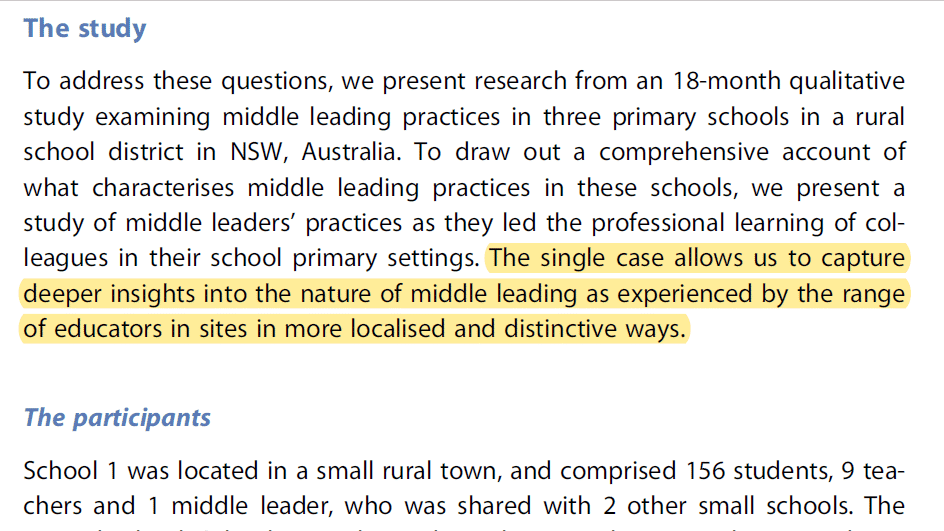 The study
To address these questions, we present research from an 18-month qualitative
study examining middle leading practices in three primary schools in a rural
school district in NSW, Australia. To draw out a comprehensive account of
what characterises middle leading practices in these schools, we present a
study of middle leaders’ practices as they led the professional learning of col-
leagues in their school primary settings. The single case allows us to capture
deeper insights into the nature of middle leading as experienced by the range
of educators in sites in more localised and distinctive ways.
The participants
School 1 was located in a small rural town, and comprised 156 students, 9 tea-
chers and 1 middle leader, who was shared with 2 other small schools. The